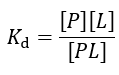 K_d = [P][L] / [PL]